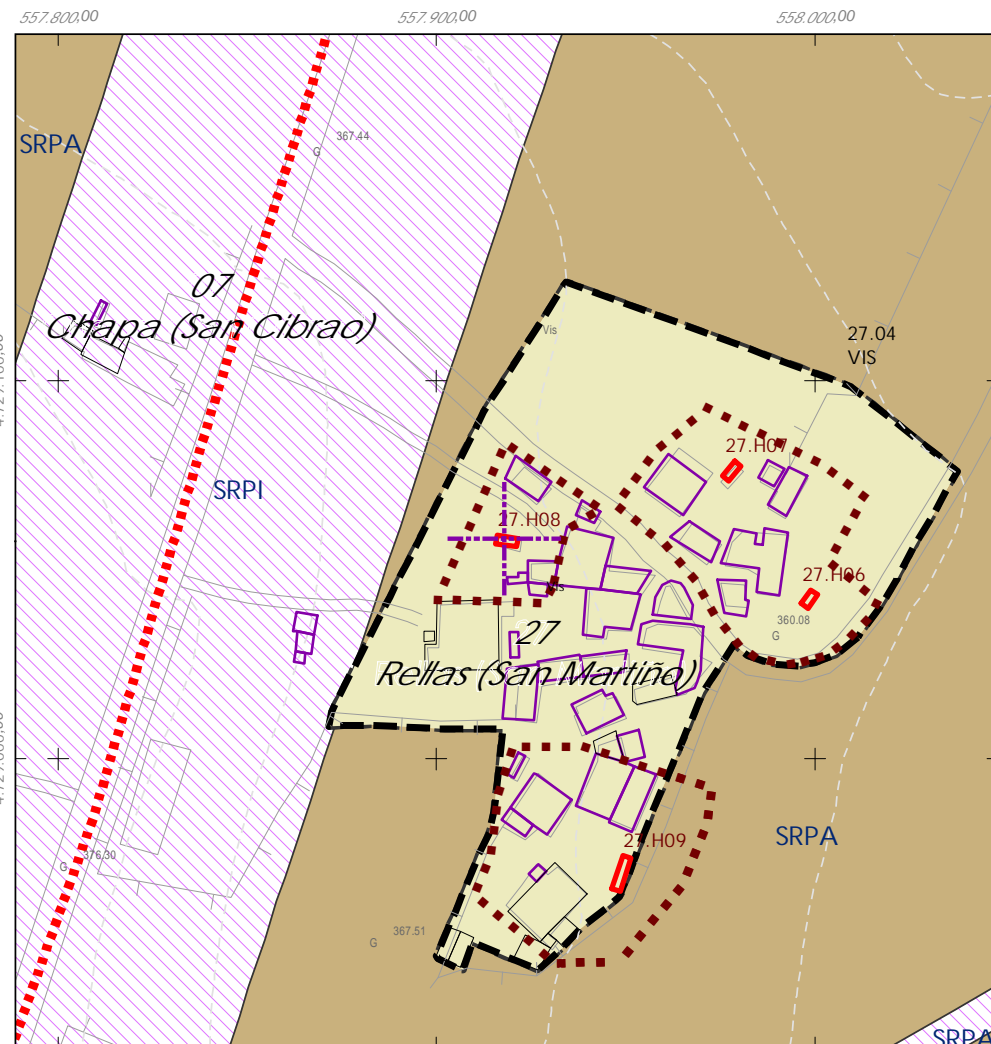 557.800,00
557.900,00
558.000,00
367.44
G
SRPA
07
Chapa (San Cibrao)
Vis
27.04
VIS
27.H07
SRPI
27.H08
27.H06
Vis
360.08
G
27
Rellas (San Martiño)
27.H09
SRPA
376.30
G
367.51
G
SRPA